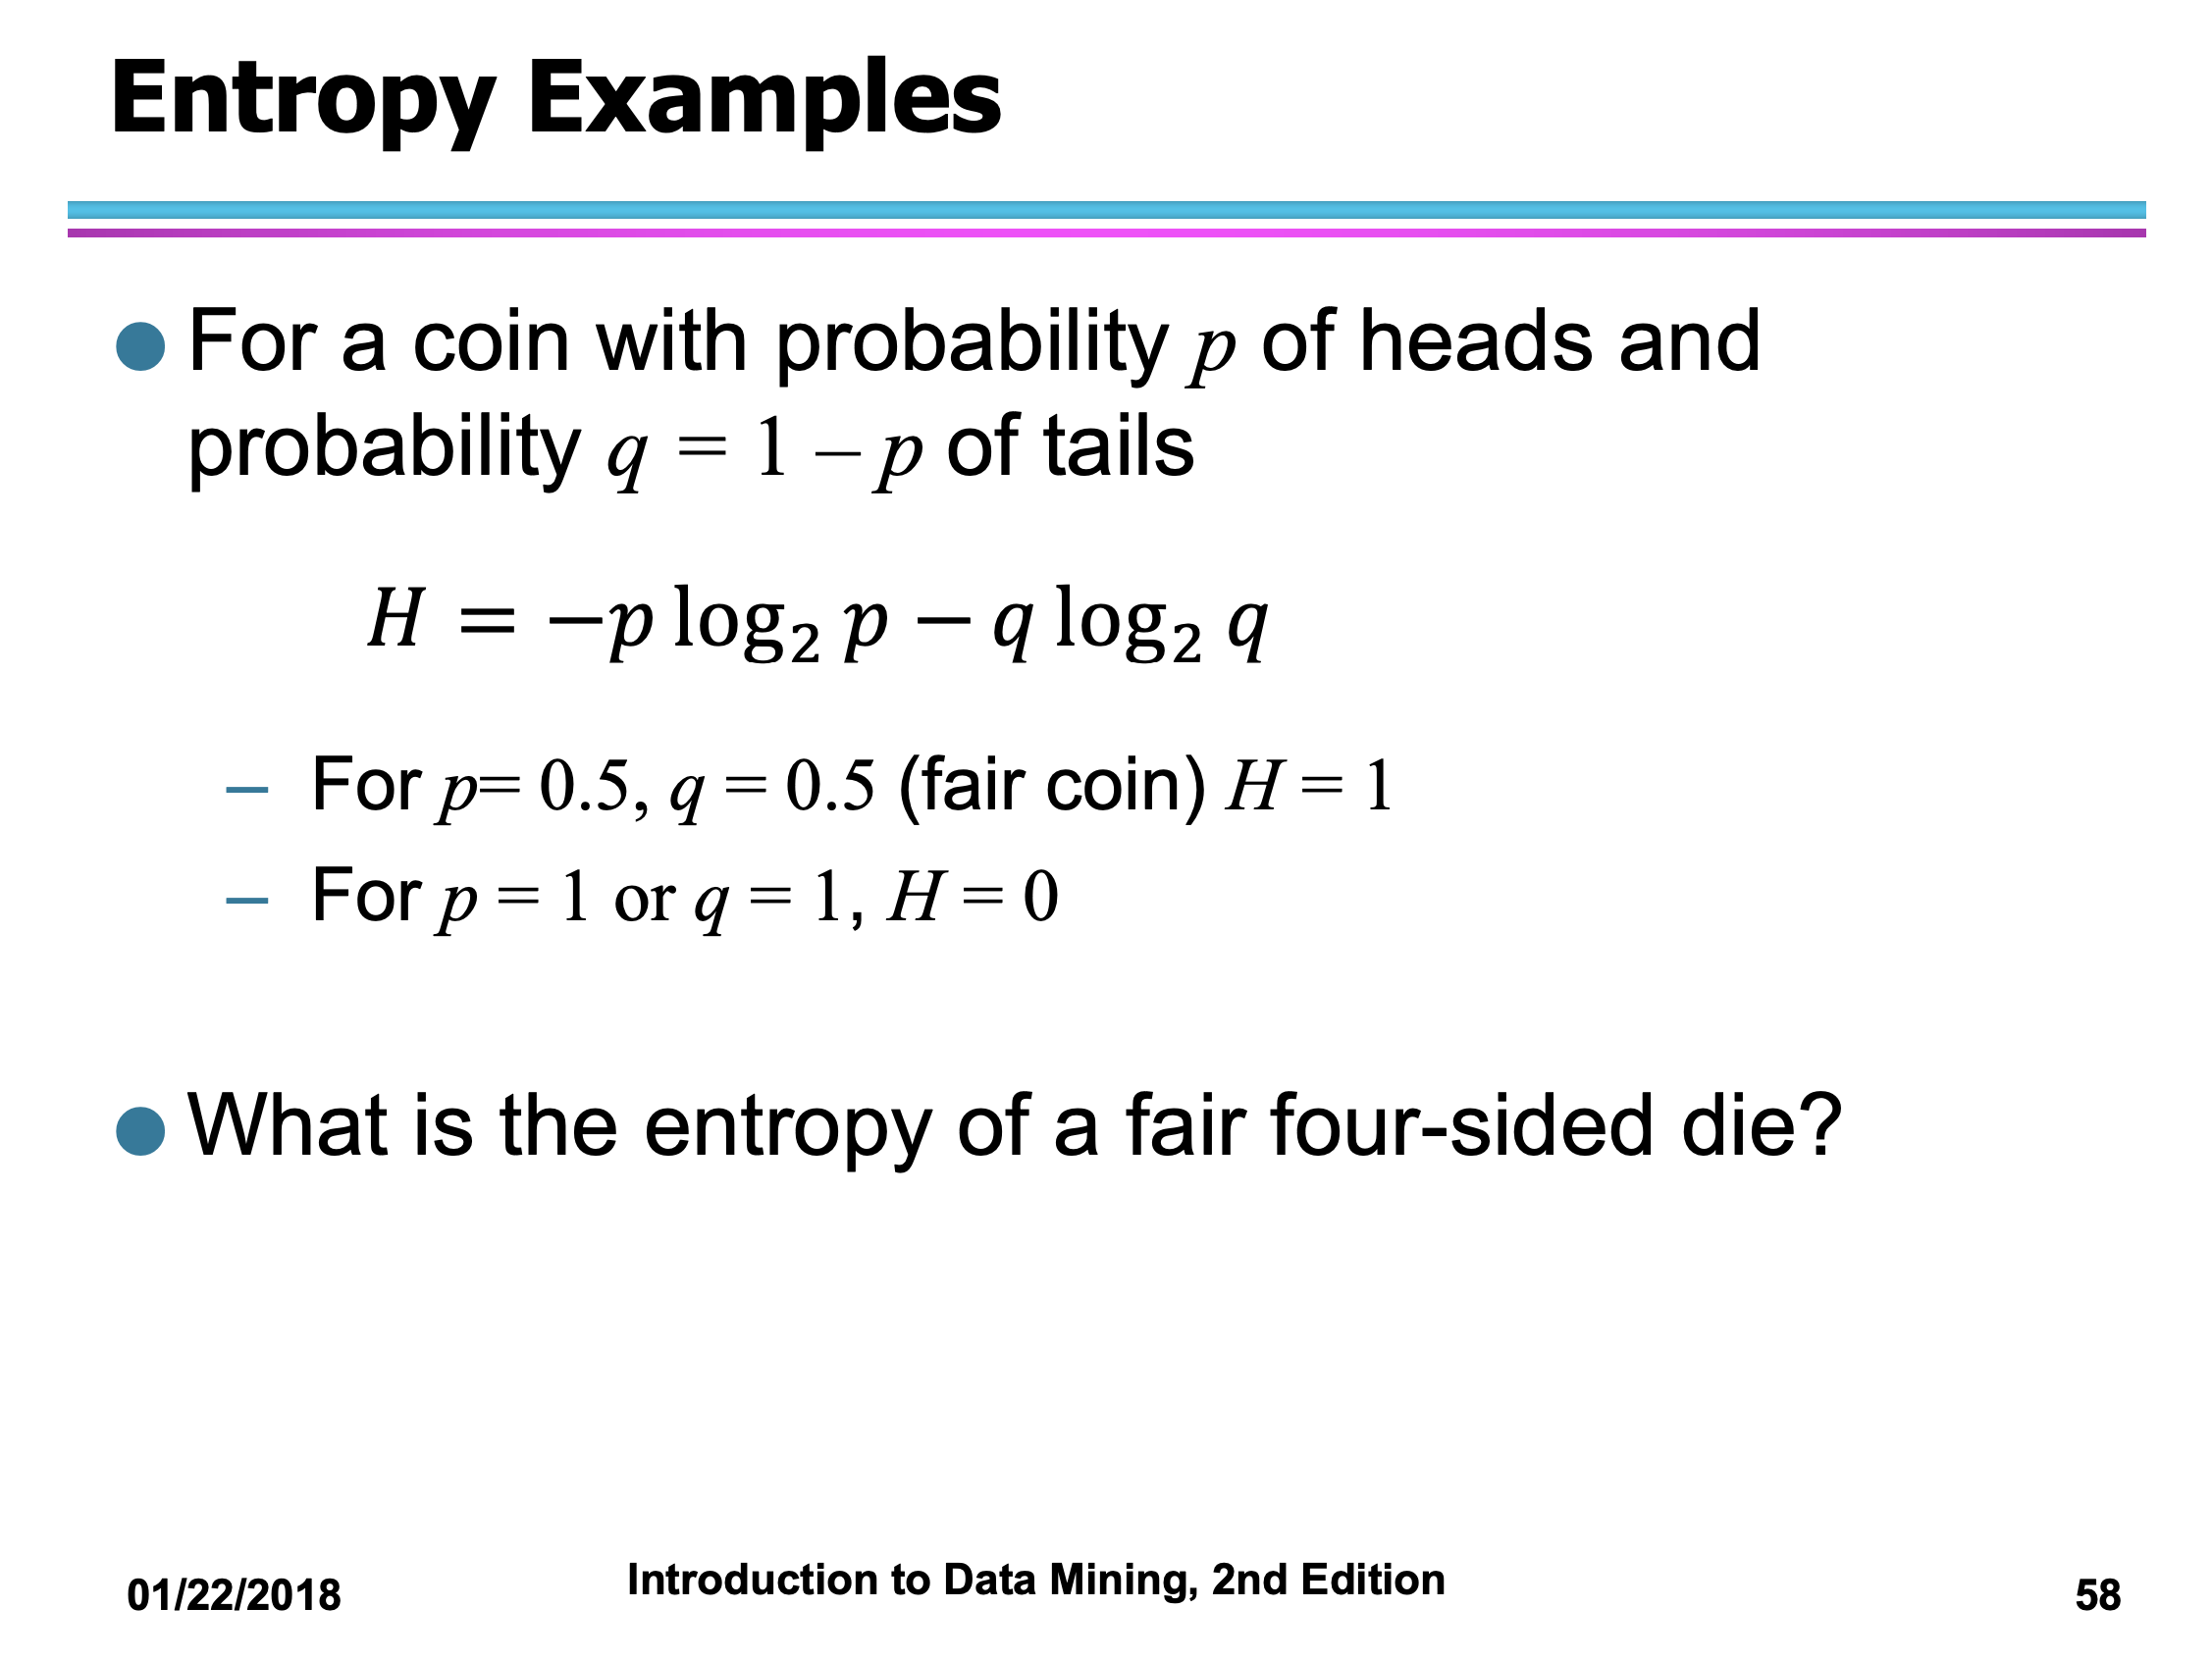 Entropy Examples
For a coin with probability p of heads and
probability q = 1 – p of tails
H = −p log₂ p − q log₂ q
– For p= 0.5, q = 0.5 (fair coin) H = 1
– For p = 1 or q = 1, H = 0
What is the entropy of a fair four-sided die?
01/22/2018
Introduction to Data Mining, 2nd Edition
58